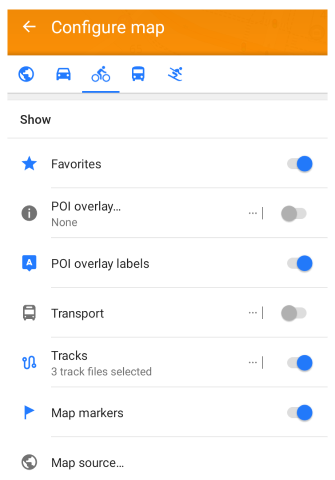 Configure map
Show
Favorites
POI overlay...
None
POI overlay labels
A
Transport
Tracks
3 track files selected
Map markers
Map source...